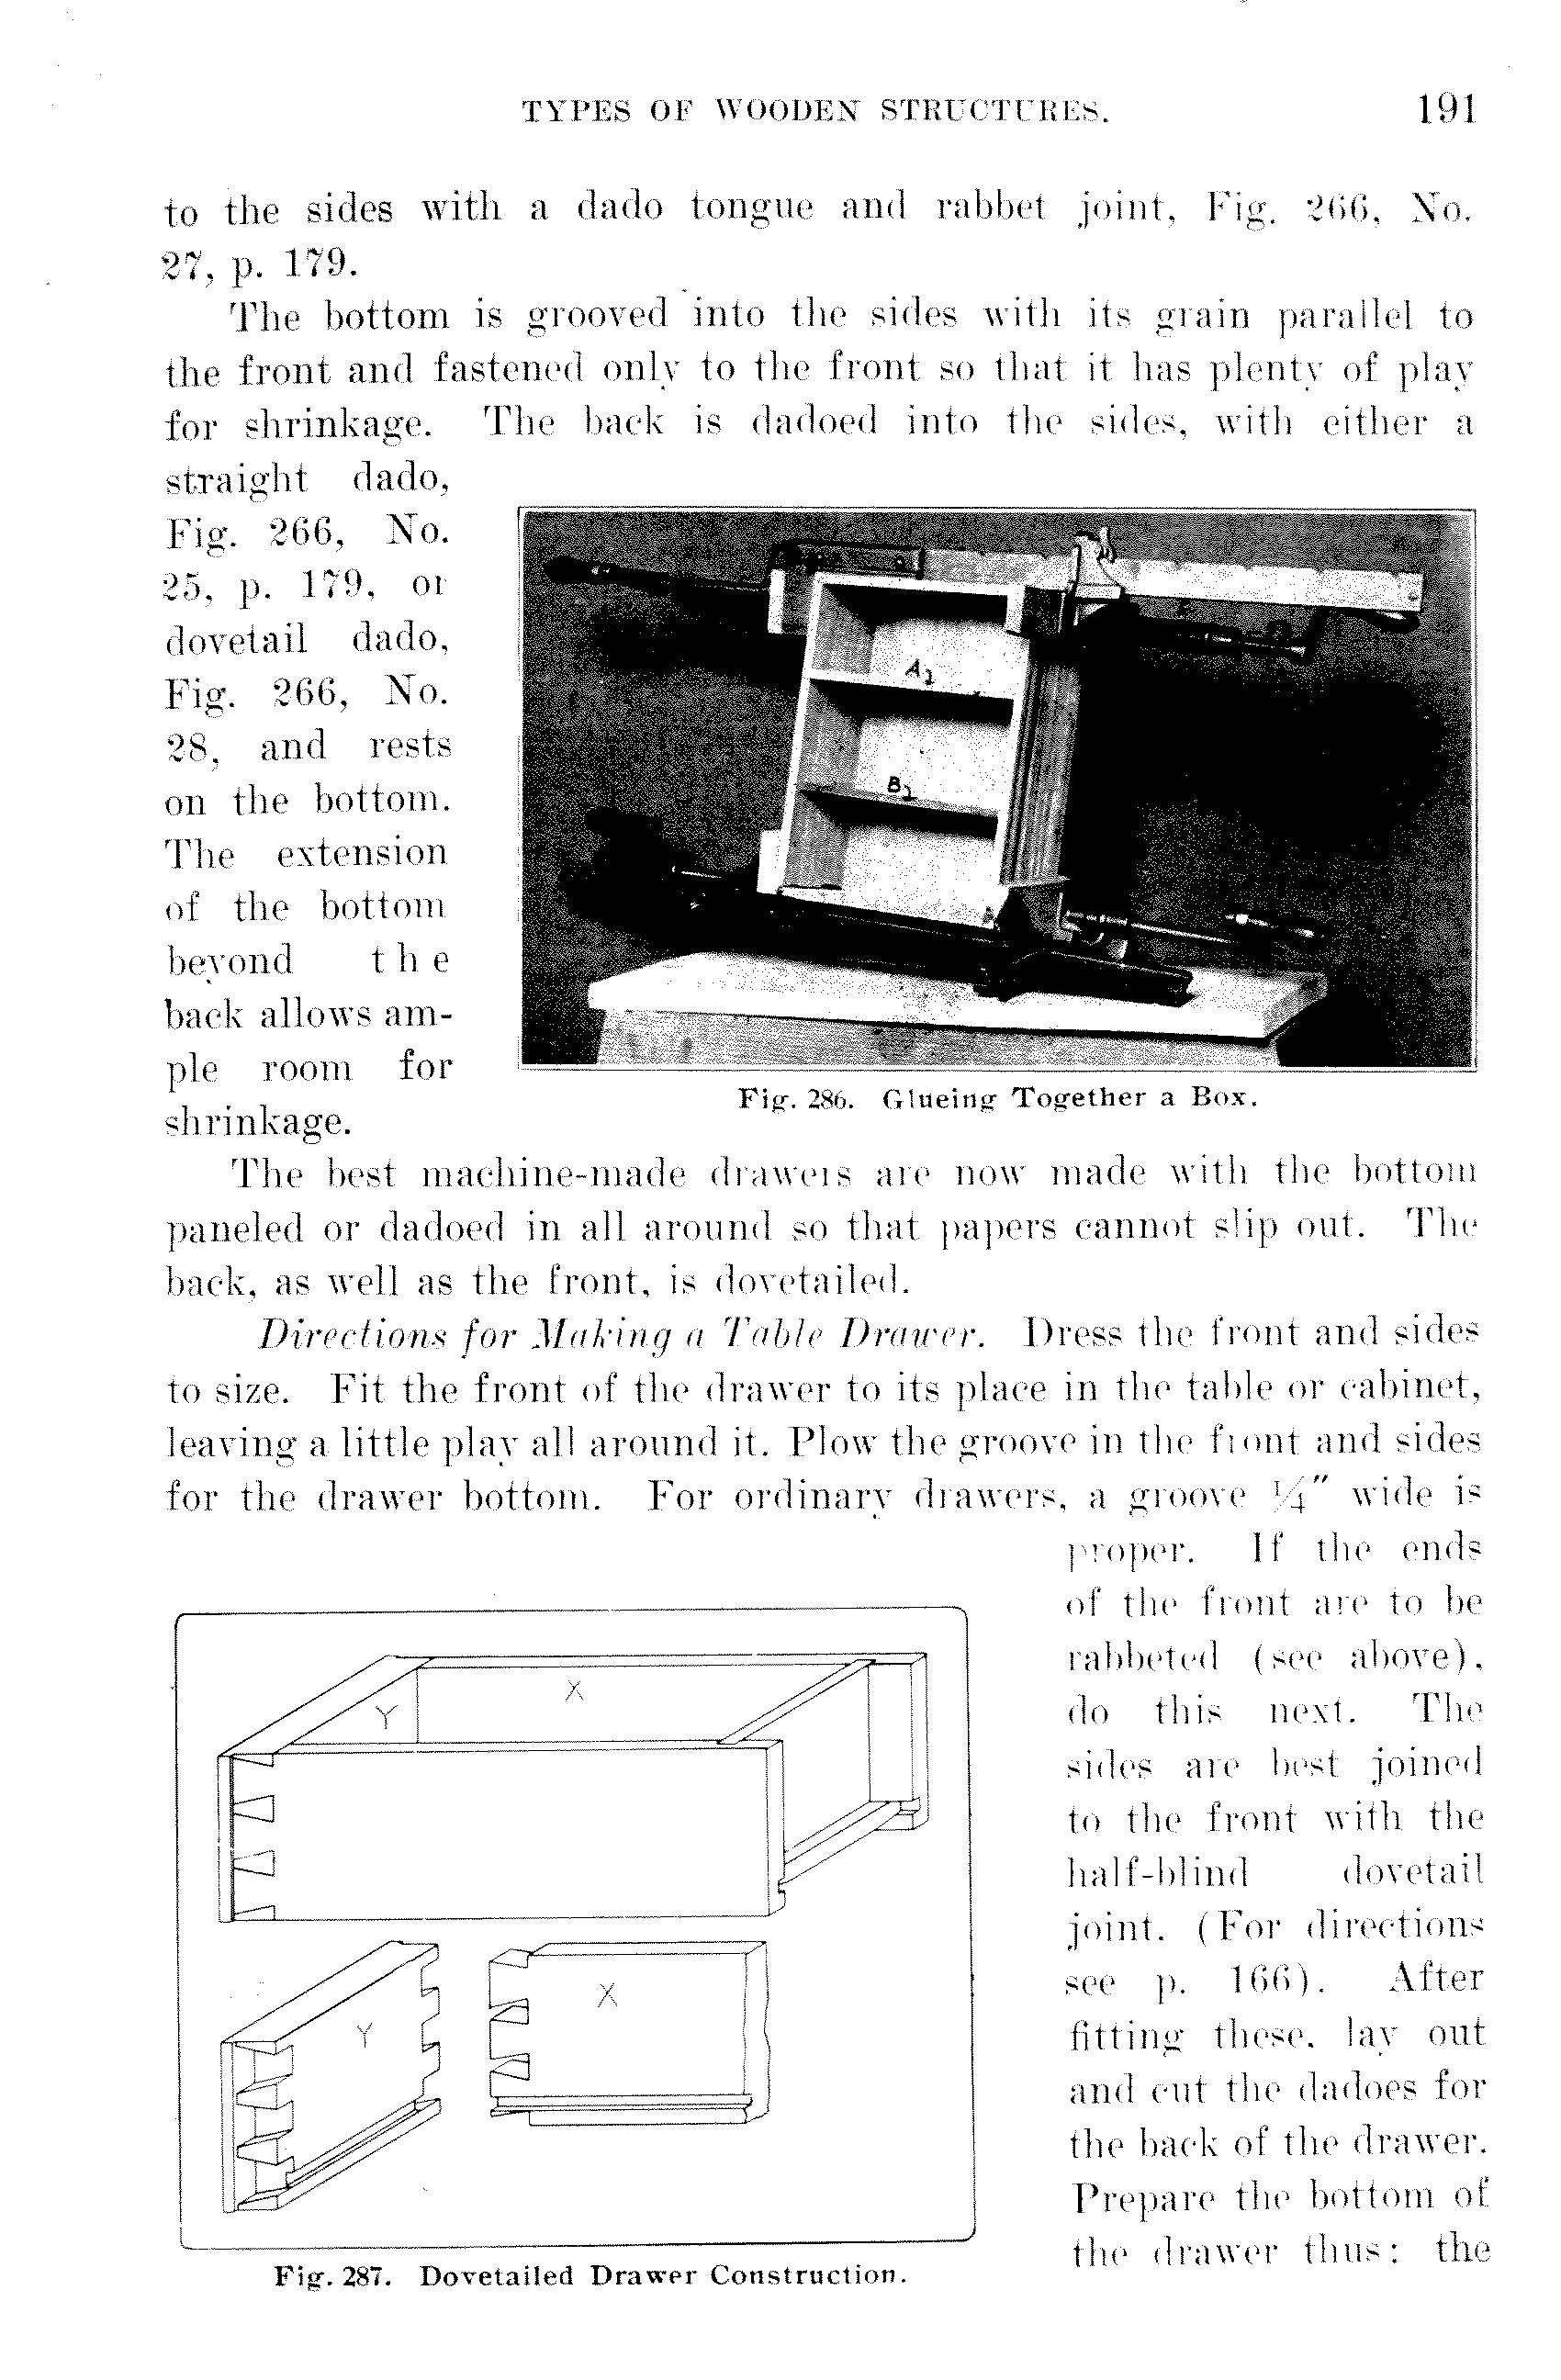 TYPES OF WOODEN STRUCTURES. 191
to the sides with a dado tongue and rabbet joint, Fig. 266, No.
27, p. 179.
The bottom is grooved into the sides with its grain parallel to
the front and fastened only to the front so that it has plenty of play
for shrinkage. The back is dadoed into the sides, with either a
straight dado,
Fig. 266, No.
25, p. 179, or
dovetail dado,
Fig. 266, No.
28, and rests
on the bottom.
The extension
of the bottom
beyond the
back allows am-
ple room for
shrinkage.
A1
B1
Fig. 286. Glueing Together a Box.
The best machine-made drawers are now made with the bottom
paneled or dadoed in all around so that papers cannot slip out. The
back, as well as the front, is dovetailed.
Directions for Making a Table Drawer. Dress the front and sides
to size. Fit the front of the drawer to its place in the table or cabinet,
leaving a little play all around it. Plow the groove in the front and sides
for the drawer bottom. For ordinary drawers, a groove ¼" wide is
proper. If the ends
of the front are to be
rabbeted (see above),
do this next. The
sides are best joined
to the front with the
half-blind dovetail
joint. (For directions
see p. 166). After
fitting these, lay out
and cut the dadoes for
the back of the drawer.
Prepare the bottom of
the drawer thus: the
X
Y
X
Y
Fig. 287. Dovetailed Drawer Construction.